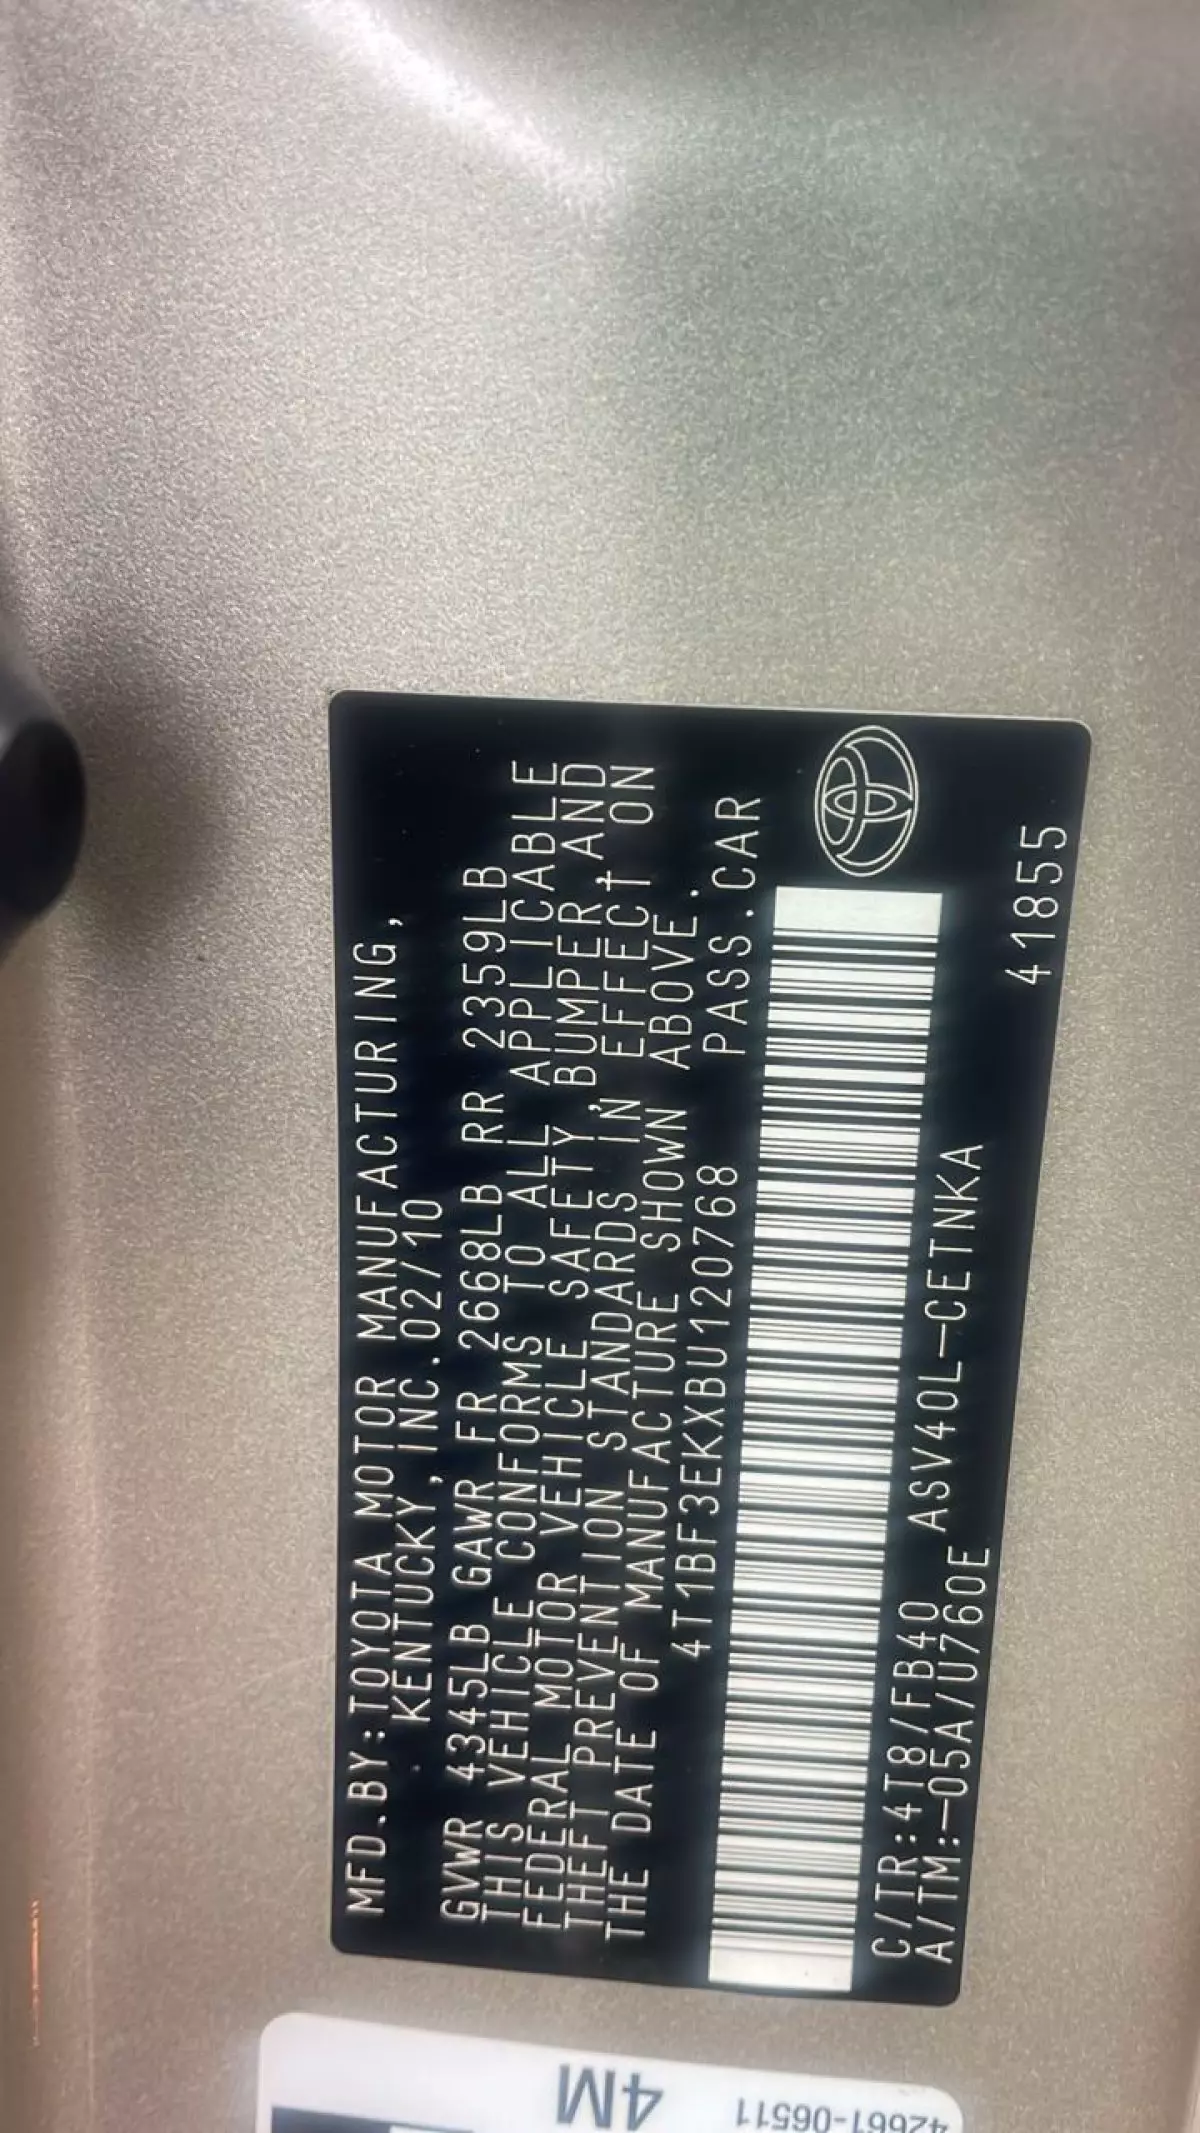 MFD.BY:TOYOTA MOTOR MANUFACTURING,
KENTUCKY,INC.02/10
GVWR 4345LB GAWR FR 2668LB RR 2359LB
THIS VEHICLE CONFORMS TO ALL APPLICABLE
FEDERAL MOTOR VEHICLE SAFETY, BUMPER, AND
THEFT PREVENTION STANDARDS IN EFFECT ON
THE DATE OF MANUFACTURE SHOWN ABOVE.
4T1BF3EKXBU120768 PASS.CAR
C/TR:4T8/FB40 ASV40L-CETNKA
A/TM:-05A/U760E 41855
4M
42661-06511